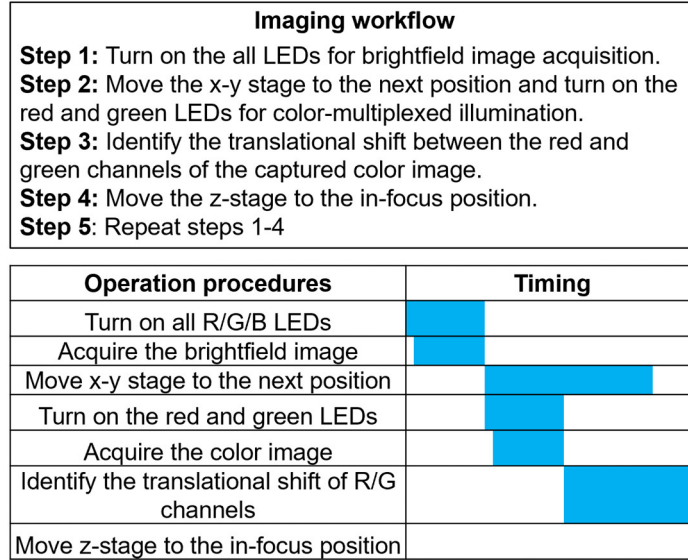 Imaging workflow
Step 1: Turn on the all LEDs for brightfield image acquisition.
Step 2: Move the x-y stage to the next position and turn on the
red and green LEDs for color-multiplexed illumination.
Step 3: Identify the translational shift between the red and
green channels of the captured color image.
Step 4: Move the z-stage to the in-focus position.
Step 5: Repeat steps 1-4
Operation procedures Timing
Turn on all R/G/B LEDs
Acquire the brightfield image
Move x-y stage to the next position
Turn on the red and green LEDs
Acquire the color image
Identify the translational shift of R/G
channels
Move z-stage to the in-focus position